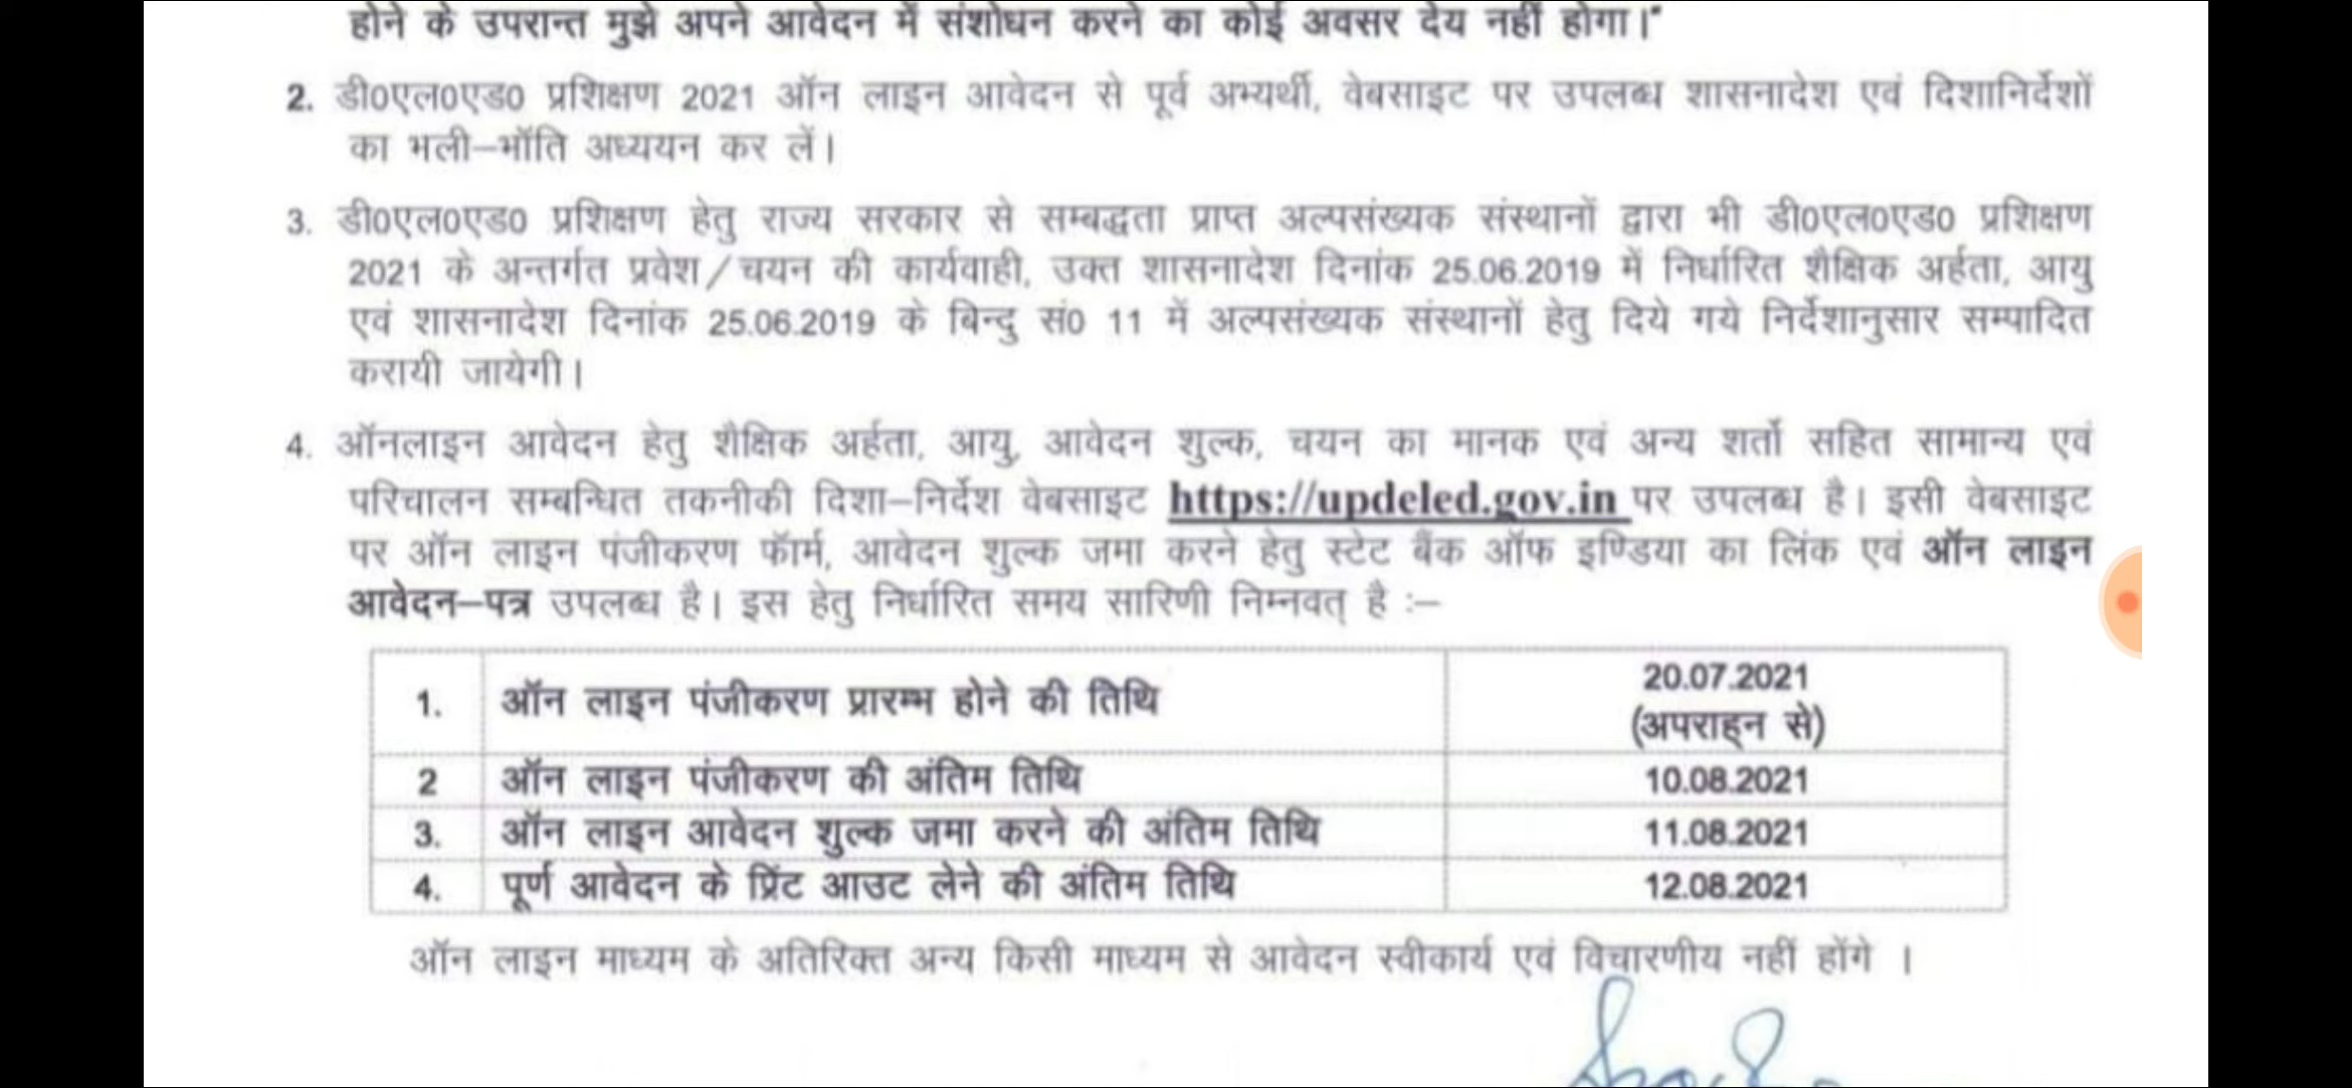 होने के उपरान्त मुझे अपने आवेदन में संशोधन करने का कोई अवसर देय नहीं होगा।"
2. डी0एल0एड0 प्रशिक्षण 2021 ऑन लाइन आवेदन से पूर्व अभ्यर्थी, वेबसाइट पर उपलब्ध शासनादेश एवं दिशानिर्देशों
का भली–भॉति अध्ययन कर लें।
3. डी0एल0एड0 प्रशिक्षण हेतु राज्य सरकार से सम्बद्धता प्राप्त अल्पसंख्यक संस्थानों द्वारा भी डी0एल0एड0 प्रशिक्षण
2021 के अन्तर्गत प्रवेश/चयन की कार्यवाही, उक्त शासनादेश दिनांक 25.06.2019 में निर्धारित शैक्षिक अर्हता, आयु
एवं शासनादेश दिनांक 25.06.2019 के बिन्दु सं0 11 में अल्पसंख्यक संस्थानों हेतु दिये गये निर्देशानुसार सम्पादित
करायी जायेगी।
4. ऑनलाइन आवेदन हेतु शैक्षिक अर्हता, आयु, आवेदन शुल्क, चयन का मानक एवं अन्य शर्तो सहित सामान्य एवं
परिचालन सम्बन्धित तकनीकी दिशा–निर्देश वेबसाइट https://updeled.gov.in पर उपलब्ध है। इसी वेबसाइट
पर ऑन लाइन पंजीकरण फॅार्म, आवेदन शुल्क जमा करने हेतु स्टेट बैंक ऑफ इण्डिया का लिंक एवं ऑन लाइन
आवेदन–पत्र उपलब्ध है। इस हेतु निर्धारित समय सारिणी निम्नवत् है :–
1. ऑन लाइन पंजीकरण प्रारम्भ होने की तिथि 20.07.2021
(अपराह्न से)
2 ऑन लाइन पंजीकरण की अंतिम तिथि 10.08.2021
3. ऑन लाइन आवेदन शुल्क जमा करने की अंतिम तिथि 11.08.2021
4. पूर्ण आवेदन के प्रिंट आउट लेने की अंतिम तिथि 12.08.2021
ऑन लाइन माध्यम के अतिरिक्त अन्य किसी माध्यम से आवेदन स्वीकार्य एवं विचारणीय नहीं होंगे ।